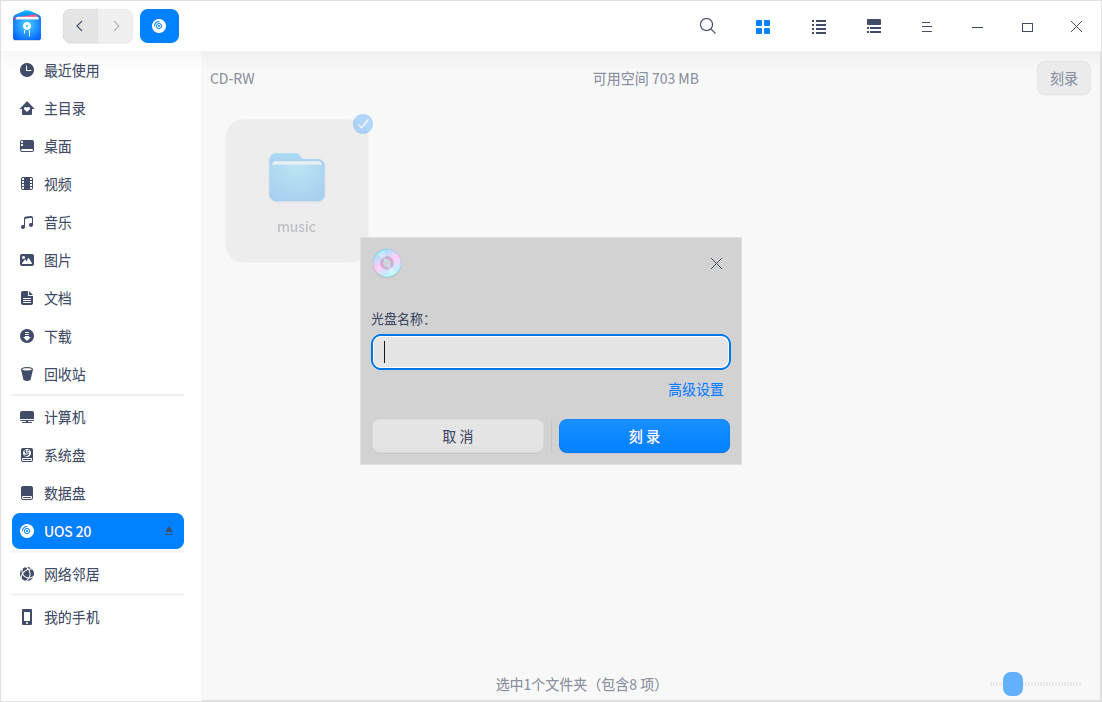 最近使用
主目录
桌面
视频
音乐
图片
文档
下载
回收站
计算机
系统盘
数据盘
UOS 20
网络邻居
我的手机
CD-RW
可用空间 703 MB
刻录
music
光盘名称:
高级设置
取 消
刻 录
选中1个文件夹（包含8 项）